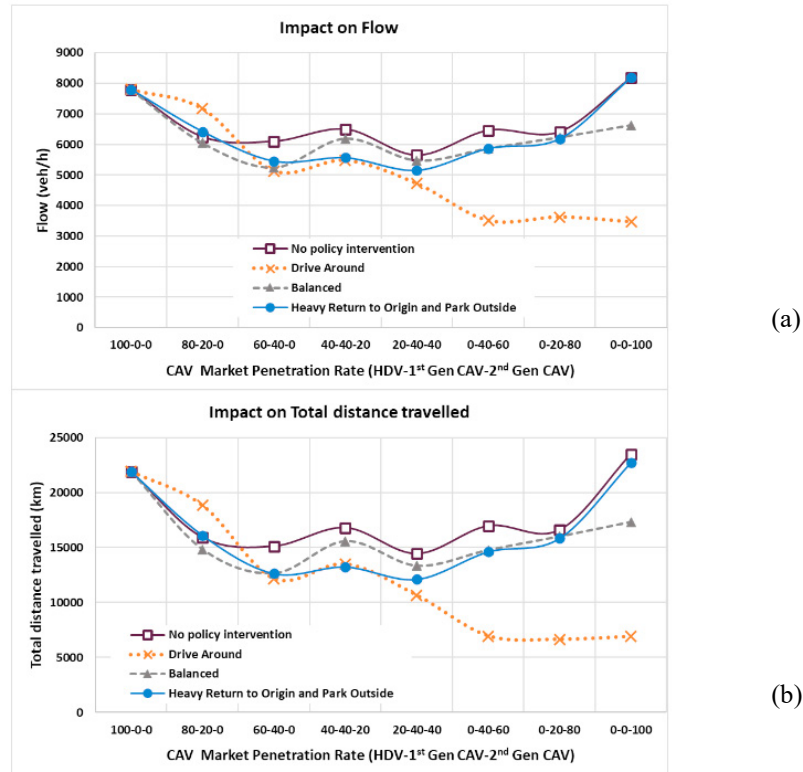 Impact on Flow
9000
8000
7000
6000
5000
4000
3000
2000
1000
0
Flow (veh/h)
No policy intervention
Drive Around
Balanced
Heavy Return to Origin and Park Outside
100-0-0 80-20-0 60-40-0 40-40-20 20-40-40 0-40-60 0-20-80 0-0-100
CAV Market Penetration Rate (HDV-1st Gen CAV-2nd Gen CAV)
(a)
Impact on Total distance travelled
25000
20000
15000
10000
5000
0
Total distance travelled (km)
No policy intervention
Drive Around
Balanced
Heavy Return to Origin and Park Outside
100-0-0 80-20-0 60-40-0 40-40-20 20-40-40 0-40-60 0-20-80 0-0-100
CAV Market Penetration Rate (HDV-1st Gen CAV-2nd Gen CAV)
(b)